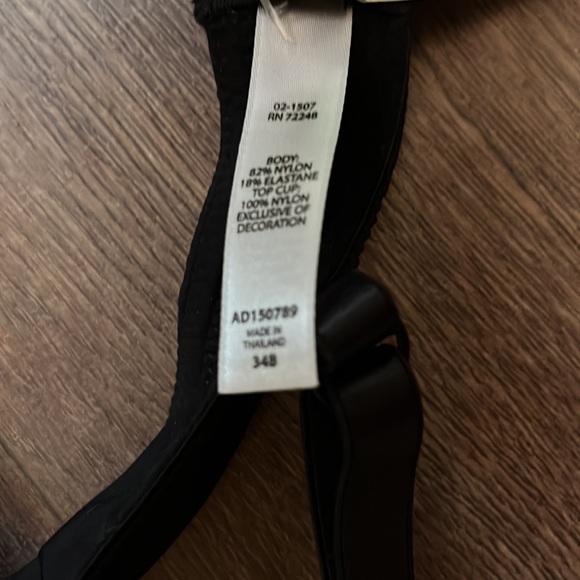 02-1507
RN 72248
BODY:
82% NYLON
18% ELASTANE
TOP CUP:
100% NYLON
EXCLUSIVE OF
DECORATION
AD150789
MADE IN
THAILAND
34B